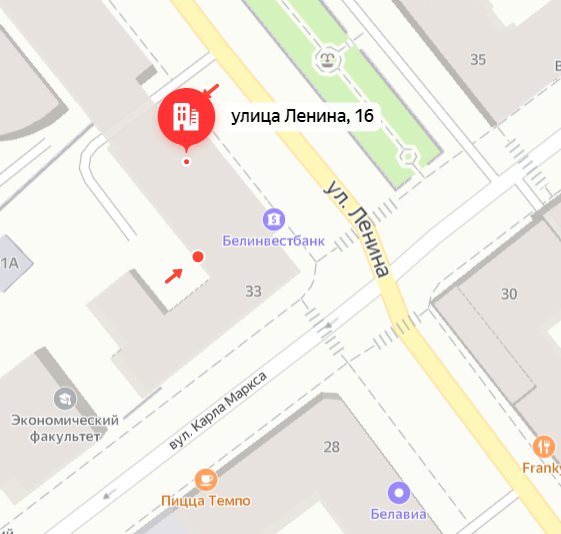 35
В
улица Ленина, 16
ул. Ленина
Белинвестбанк
1А
33
30
вул. Карла Маркса
Экономический
факультет
28
Franky
Пицца Темпо
Белавиа
ий